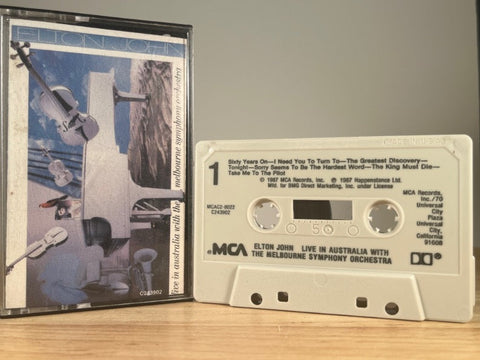 ELTON JOHN
live in australia with the melbourne symphony orchestra
C243902
1
Sixty Years On—I Need You To Turn To—The Greatest Discovery—
Tonight—Sorry Seems To Be The Hardest Word—The King Must Die—
Take Me To The Pilot
℗ 1987 MCA Records, Inc. © 1987 Happenstance Ltd.
Mfd. for BMG Direct Marketing, Inc. under License
MCAC2-8022
C243902
MCA Records,
Inc./70
Universal
City
Plaza
Universal
City,
California
91608
50
MCA
ELTON JOHN LIVE IN AUSTRALIA WITH
THE MELBOURNE SYMPHONY ORCHESTRA